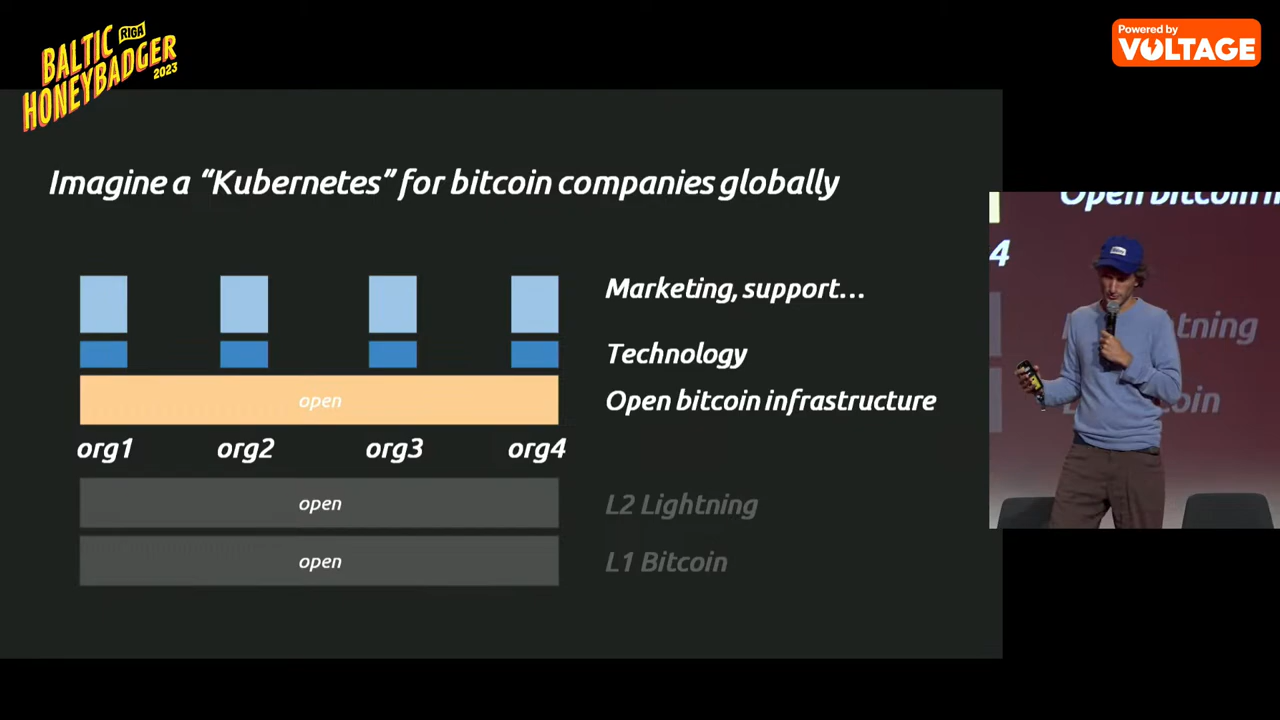 BALTIC
RIGA
HONEYBADGER
2023
Powered by
VOLTAGE
Imagine a “Kubernetes” for bitcoin companies globally
Marketing, support…
Technology
open
Open bitcoin infrastructure
org1 org2 org3 org4
open
L2 Lightning
open
L1 Bitcoin
Open bitcoin
4